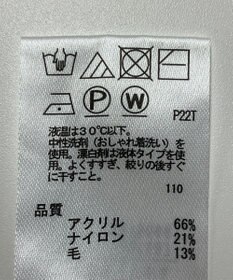 P W P22T
液温は30℃以下。
中性洗剤(おしゃれ着洗い)を
使用。漂白剤は液体タイプを使
用。よくすすぎ、絞りの後すぐ
に干すこと。
110
品質
アクリル 66%
ナイロン 21%
毛 13%